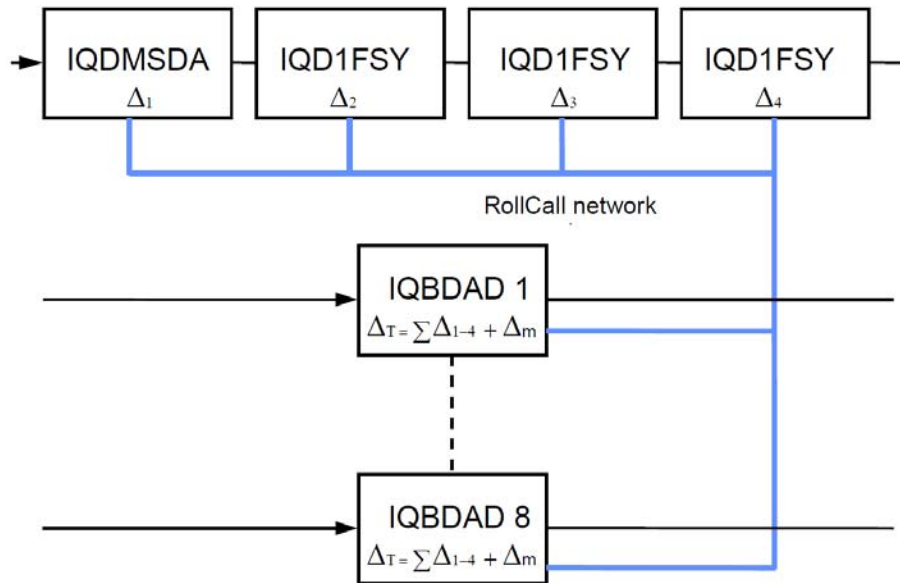 IQDMSDA IQD1FSY IQD1FSY IQD1FSY
Δ1 Δ2 Δ3 Δ4
RollCall network
IQBDAD 1
ΔT = ∑Δ1–4 + Δm
IQBDAD 8
ΔT = ∑Δ1–4 + Δm